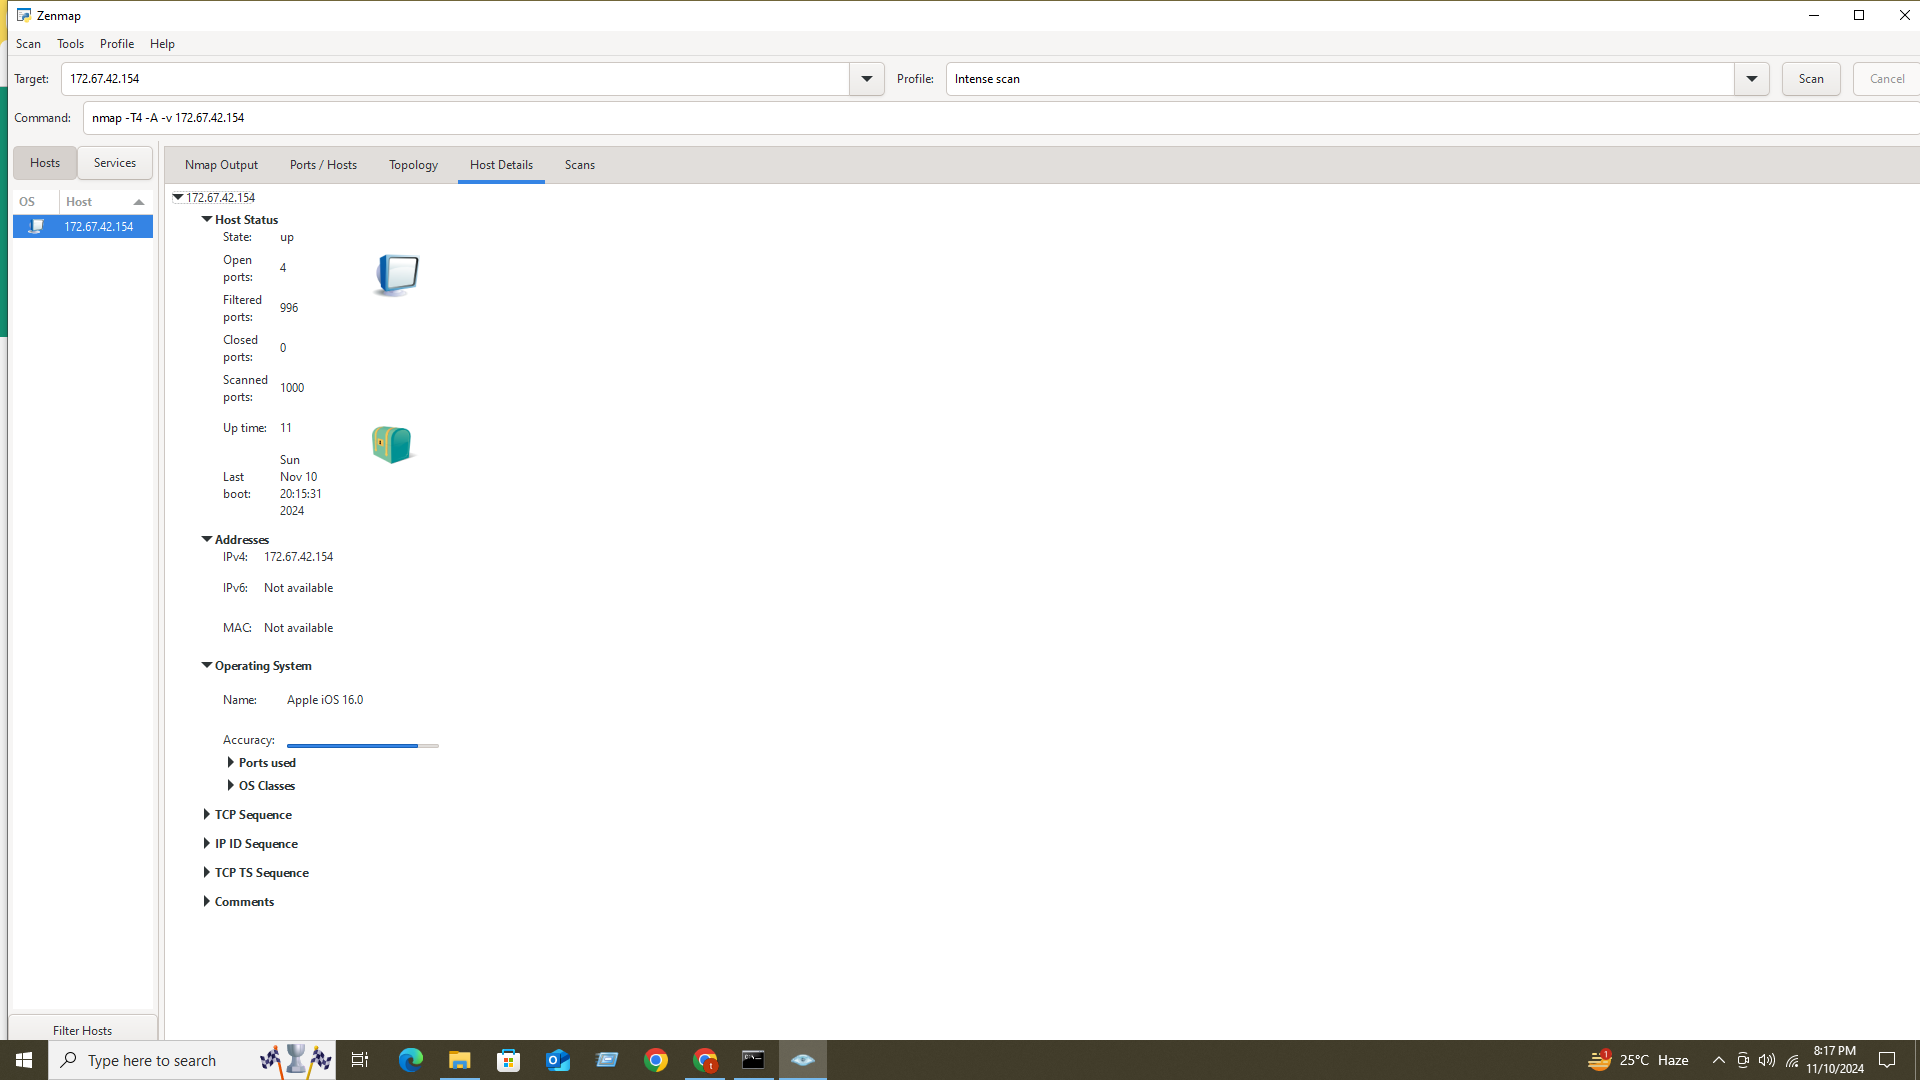 Zenmap
Scan Tools Profile Help
Target: 172.67.42.154 Profile: Intense scan Scan Cancel
Command: nmap -T4 -A -v 172.67.42.154
Hosts Services
Nmap Output Ports / Hosts Topology Host Details Scans
OS Host
172.67.42.154
172.67.42.154
Host Status
State: up
Open
ports: 4
Filtered
ports: 996
Closed
ports: 0
Scanned
ports: 1000
Up time: 11
Last
boot:
Sun
Nov 10
20:15:31
2024
Addresses
IPv4: 172.67.42.154
IPv6: Not available
MAC: Not available
Operating System
Name: Apple iOS 16.0
Accuracy:
Ports used
OS Classes
TCP Sequence
IP ID Sequence
TCP TS Sequence
Comments
Filter Hosts
Type here to search
t
1
25°C Haze
8:17 PM
11/10/2024